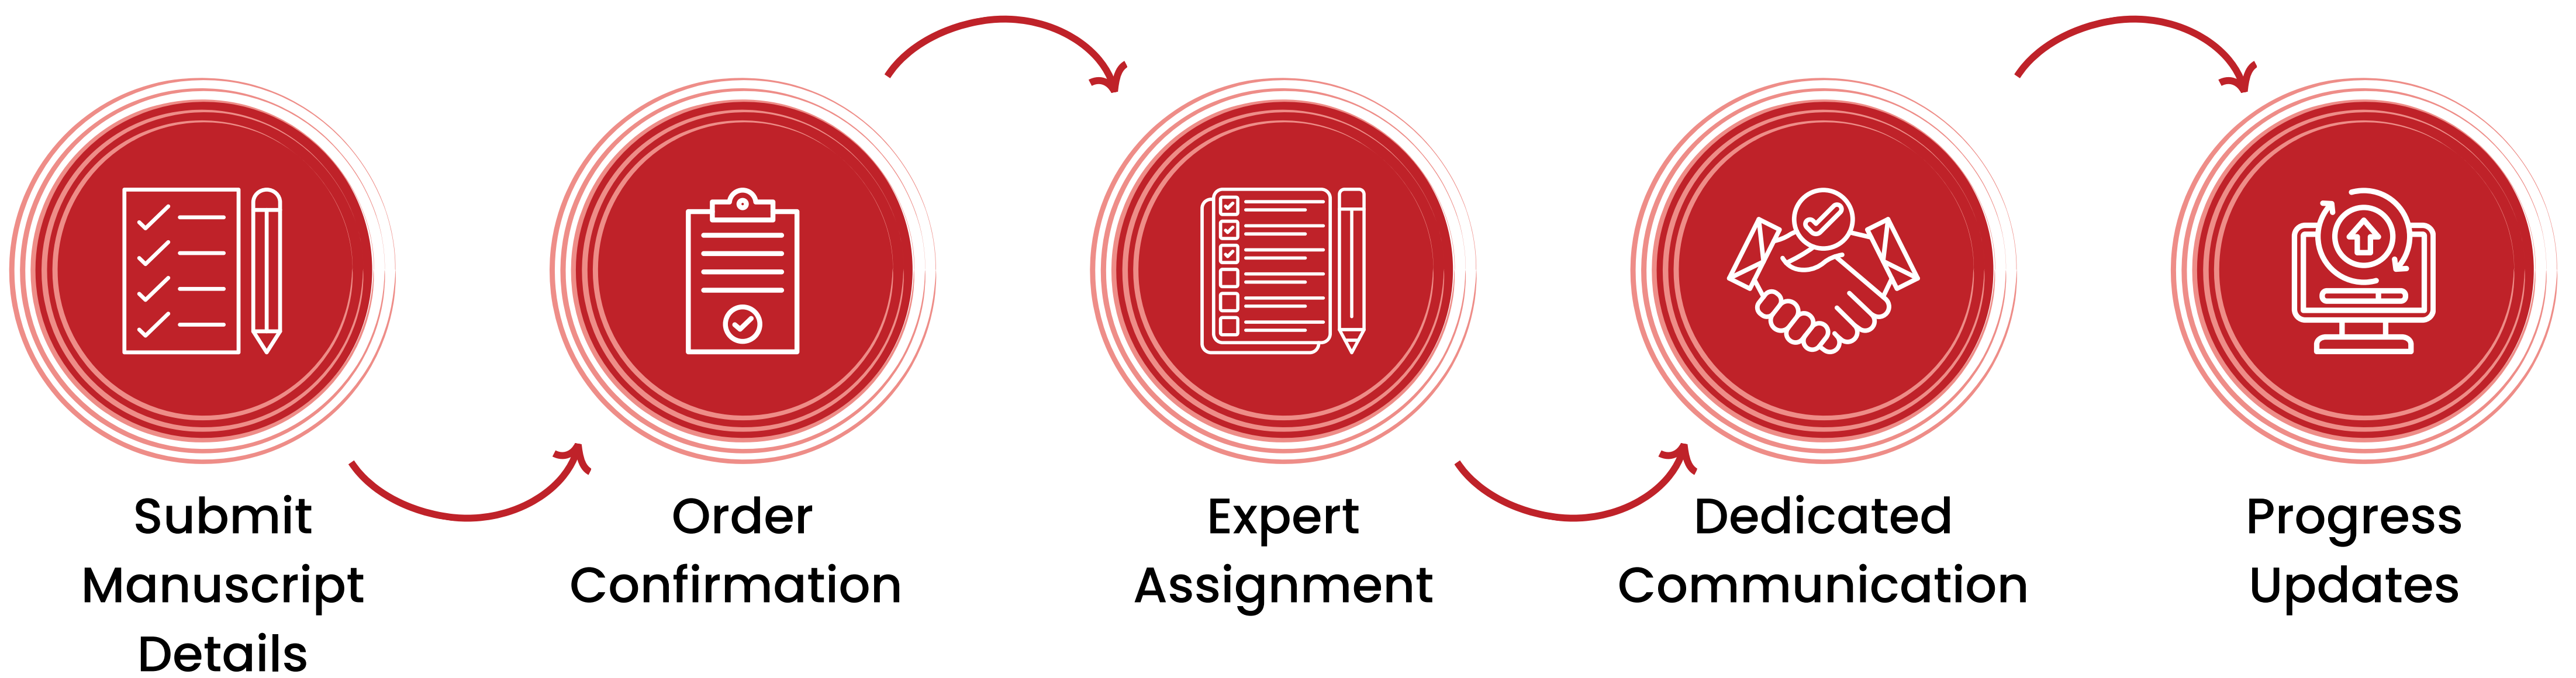 Submit
Manuscript
Details
Order
Confirmation
Expert
Assignment
Dedicated
Communication
Progress
Updates